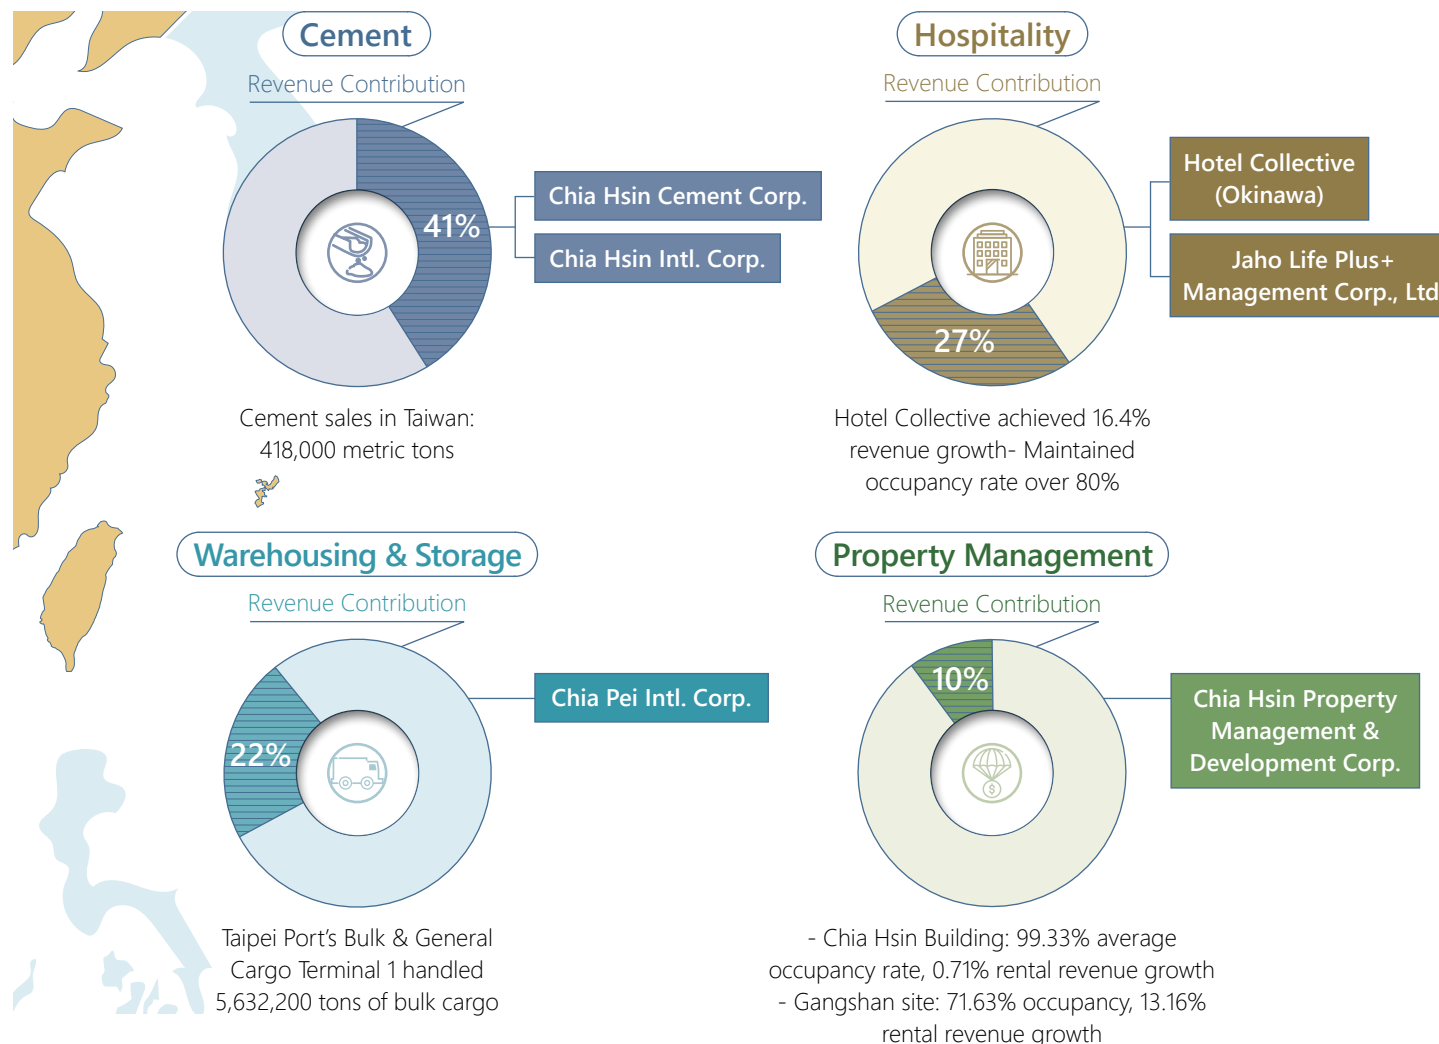 Cement
Revenue Contribution
41%
Chia Hsin Cement Corp.
Chia Hsin Intl. Corp.
Cement sales in Taiwan:
418,000 metric tons
Hospitality
Revenue Contribution
27%
Hotel Collective
(Okinawa)
Jaho Life Plus+
Management Corp., Ltd
Hotel Collective achieved 16.4%
revenue growth- Maintained
occupancy rate over 80%
Warehousing & Storage
Revenue Contribution
22%
Chia Pei Intl. Corp.
Taipei Port’s Bulk & General
Cargo Terminal 1 handled
5,632,200 tons of bulk cargo
Property Management
Revenue Contribution
10%
$
Chia Hsin Property
Management &
Development Corp.
- Chia Hsin Building: 99.33% average
occupancy rate, 0.71% rental revenue growth
- Gangshan site: 71.63% occupancy, 13.16%
rental revenue growth